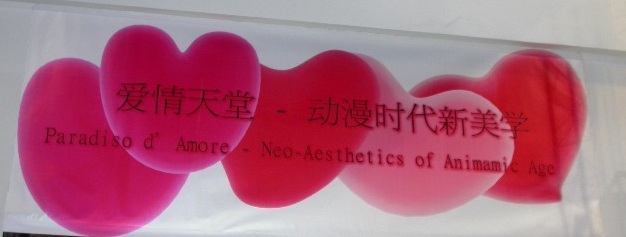 爱情天堂 - 动漫时代新美学
Paradiso d' Amore - Neo-Aesthetics of Animamic Age